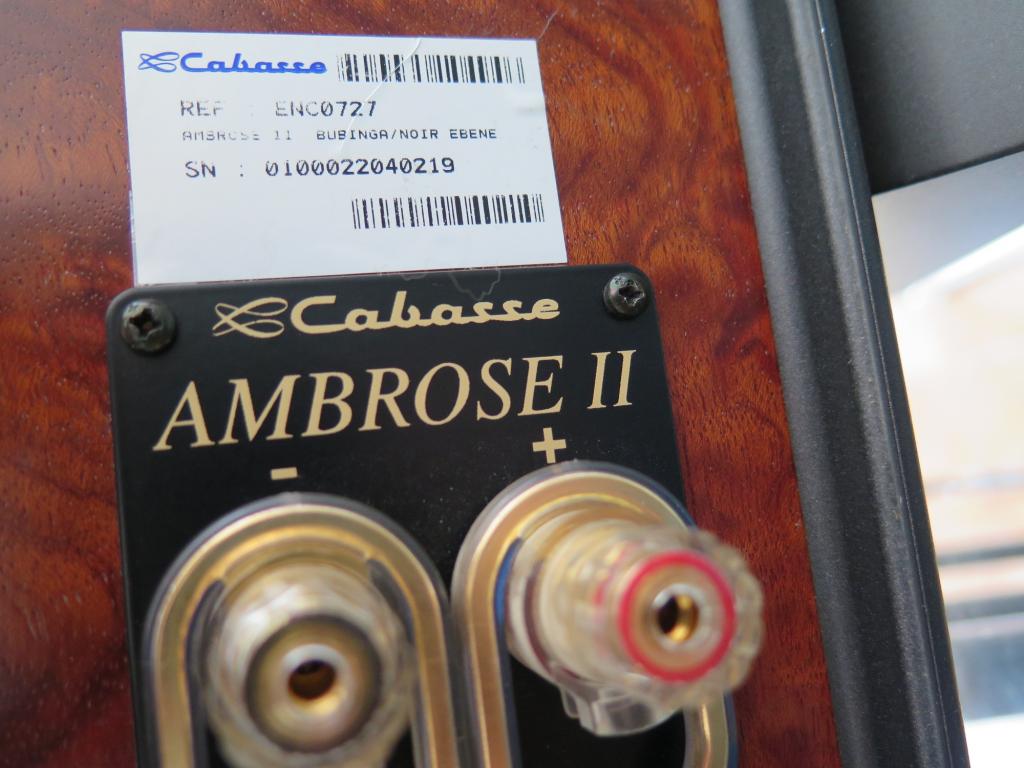 Cabasse
REF : ENC0727
AMBROSE II BUBINGA/NOIR EBENE
SN : 0100022040219
Cabasse
AMBROSE II
- +